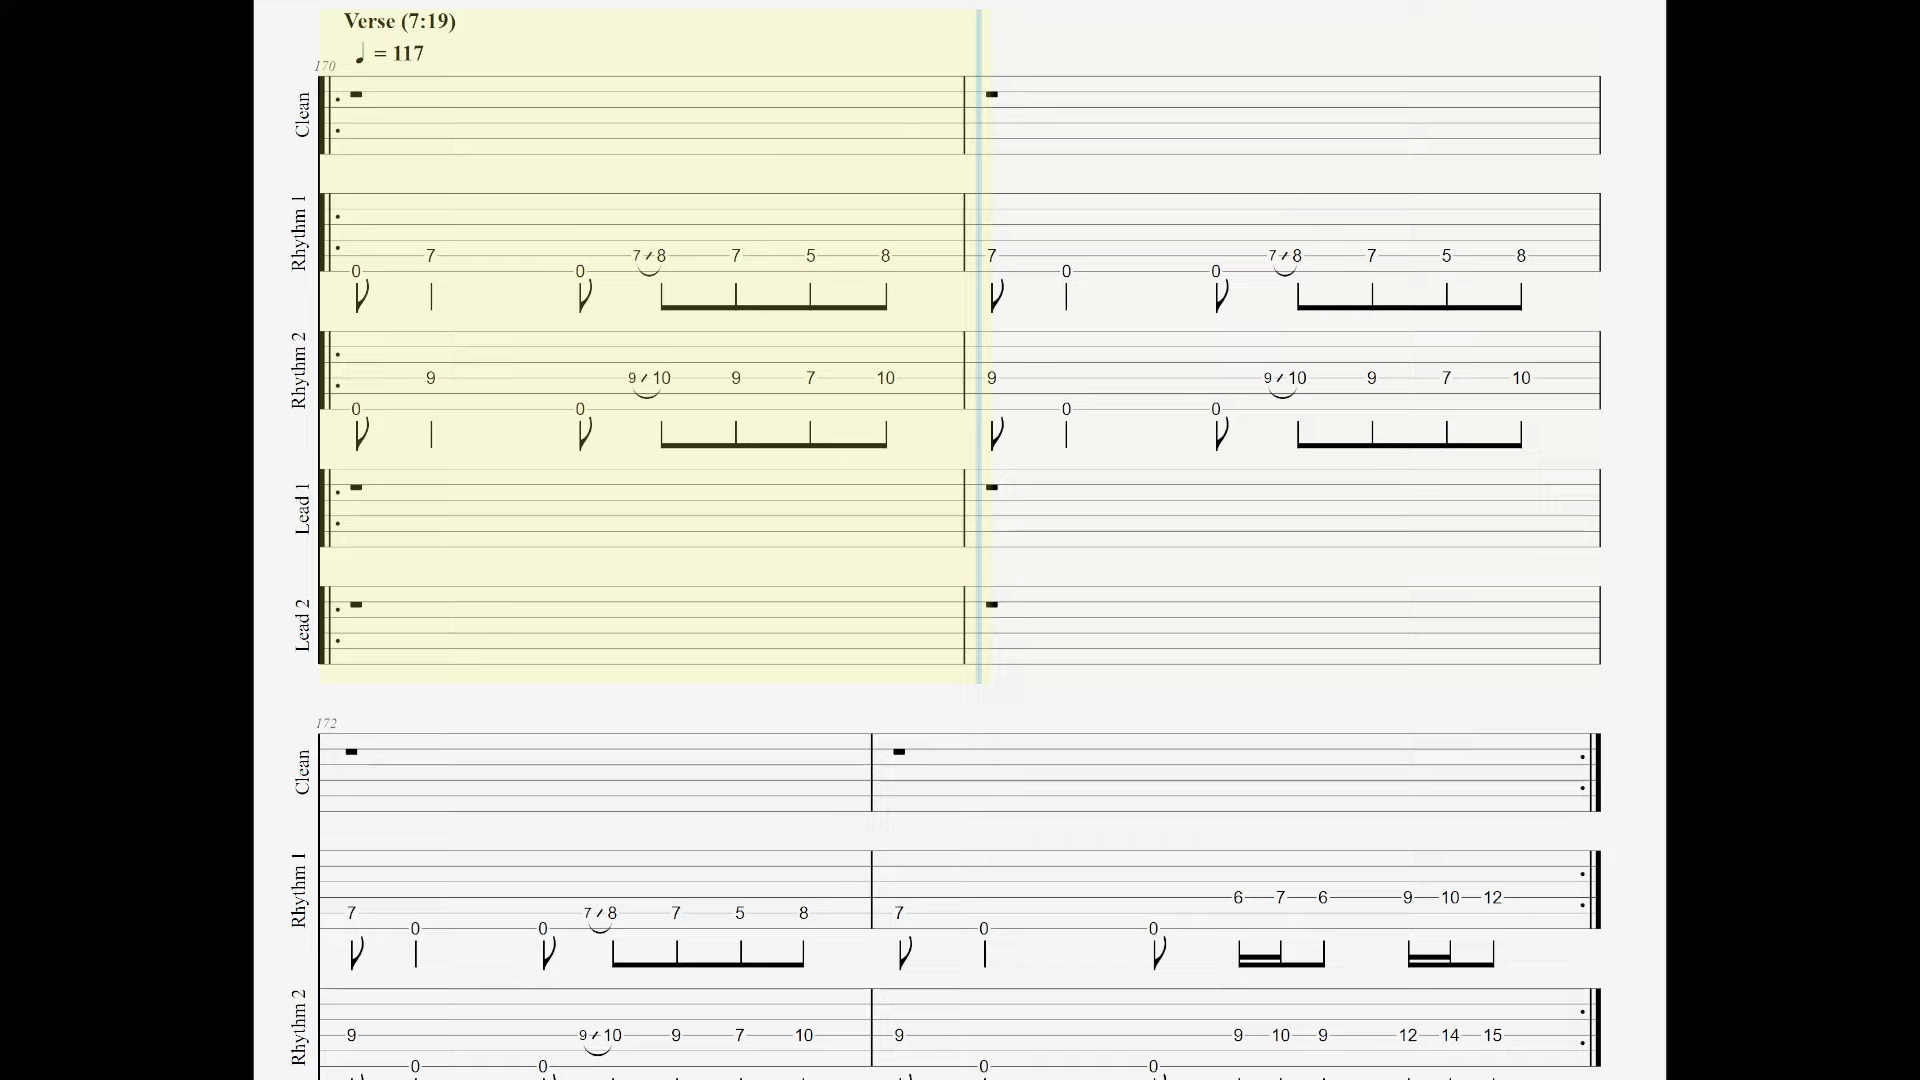 Verse (7:19)
♩ = 117
170
Clean
Rhythm 1
7 7 8 7 5 8 7 7 8 7 5 8
0 0 0 0
Rhythm 2
9 9 10 9 7 10 9 9 10 9 7 10
0 0 0 0
Lead 1
Lead 2
172
Clean
Rhythm 1
6 7 6 9 10 12
7 7 8 7 5 8 7
0 0 0 0
Rhythm 2
9 9 10 9 7 10 9 9 10 9 12 14 15
0 0 0 0